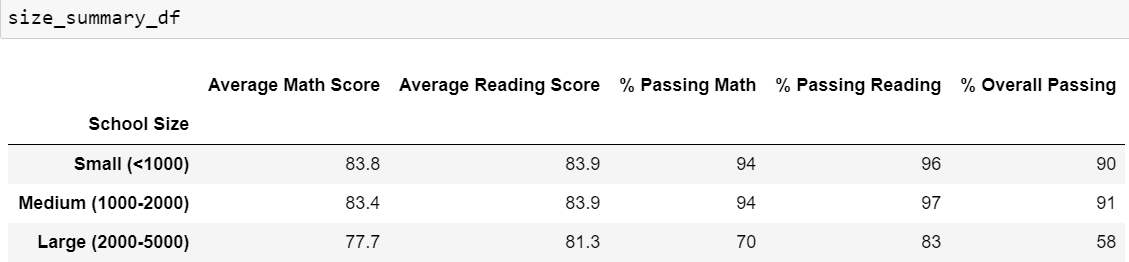 size_summary_df
Average Math Score Average Reading Score % Passing Math % Passing Reading % Overall Passing
School Size
Small (<1000) 83.8 83.9 94 96 90
Medium (1000-2000) 83.4 83.9 94 97 91
Large (2000-5000) 77.7 81.3 70 83 58